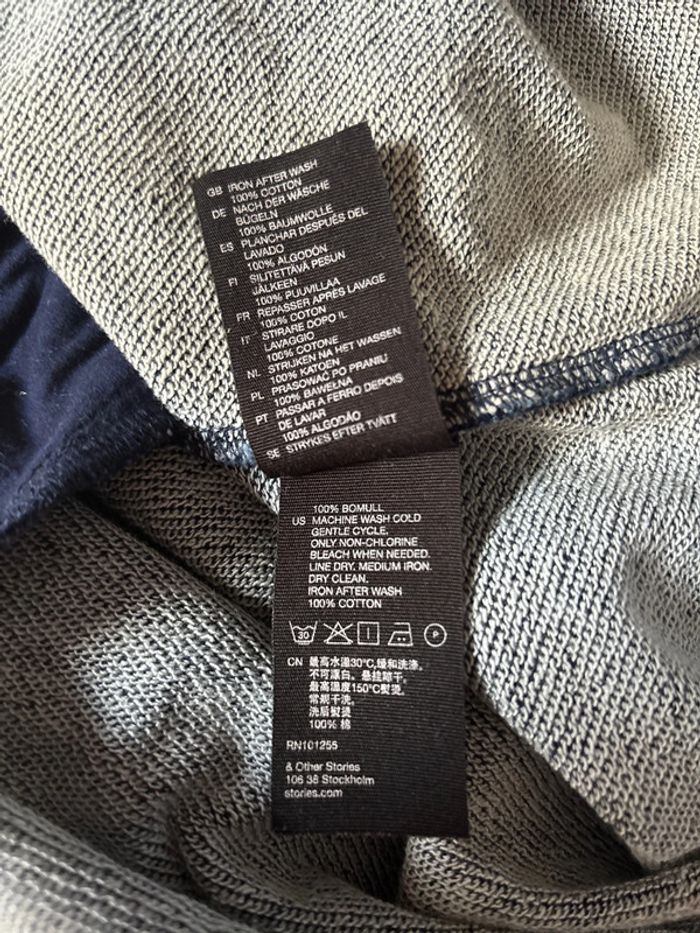 GB IRON AFTER WASH
100% COTTON
DE NACH DER WÄSCHE
BÜGELN
100% BAUMWOLLE
ES PLANCHAR DESPUÉS DEL
LAVADO
100% ALGODÓN
FI SILITETTÄVÄ PESUN
JÄLKEEN
100% PUUVILLAA
FR REPASSER APRÈS LAVAGE
100% COTON
IT STIRARE DOPO IL
LAVAGGIO
100% COTONE
NL STRIJKEN NA HET WASSEN
100% KATOEN
PL PRASOWAĆ PO PRANIU
100% BAWEŁNA
PT PASSAR A FERRO DEPOIS
DE LAVAR
100% ALGODÃO
SE STRYKES EFTER TVÄTT
100% BOMULL
US MACHINE WASH COLD
GENTLE CYCLE.
ONLY NON-CHLORINE
BLEACH WHEN NEEDED.
LINE DRY. MEDIUM IRON.
DRY CLEAN.
IRON AFTER WASH
100% COTTON
30 P
CN 最高水温30℃,缓和洗涤。
不可漂白。悬挂晾干。
最高温度150℃熨烫。
常规干洗。
洗后熨烫
100% 棉
RN101255
& Other Stories
106 38 Stockholm
stories.com